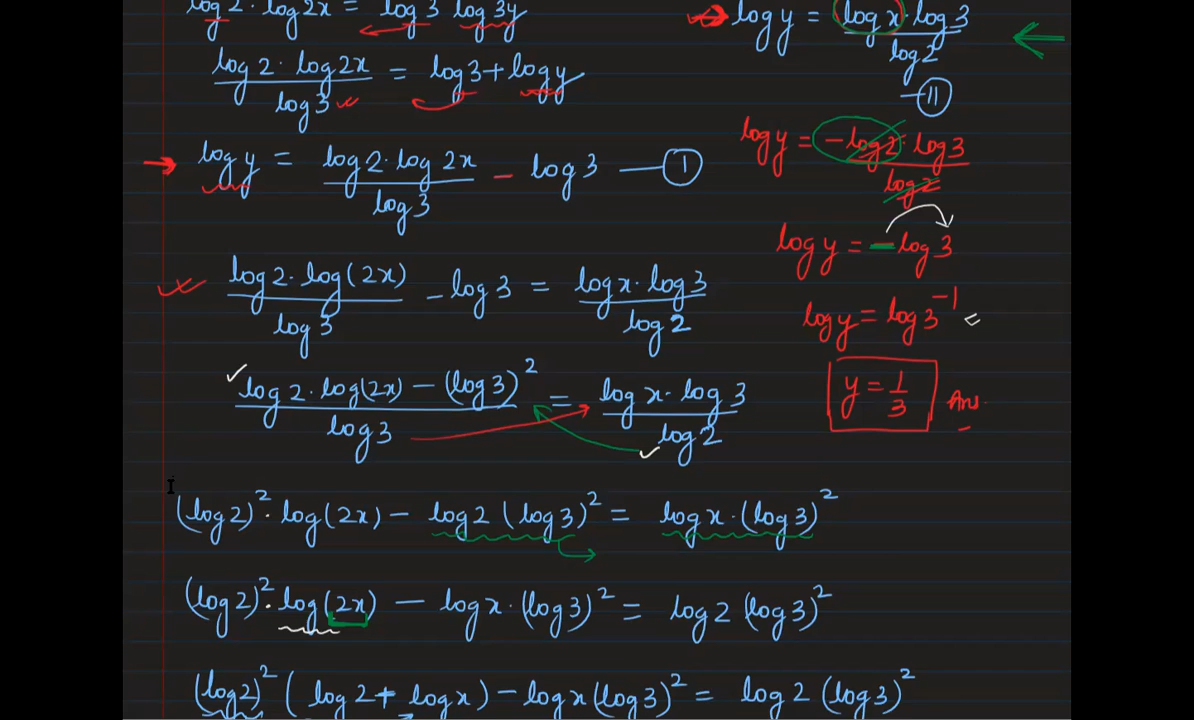 log 2 · log 2x = log 3 log 3y
log 2 · log 2x / log 3 = log 3 + log y
log y = log 2 · log 2x / log 3 − log 3 — (I)
log 2 · log (2x) / log 3 − log 3 = log x · log 3 / log 2
log 2 · log (2x) − (log 3)² / log 3 = log x · log 3 / log 2
(log 2)² · log (2x) − log 2 (log 3)² = log x · (log 3)²
(log 2)² · log (2x) − log x · (log 3)² = log 2 (log 3)²
(log 2)² (log 2 + log x) − log x (log 3)² = log 2 (log 3)²
log y = log x · log 3 / log 2
— (II)
log y = −log 2 · log 3 / log 2
log y = − log 3
log y = log 3⁻¹
y = 1/3 Ans.